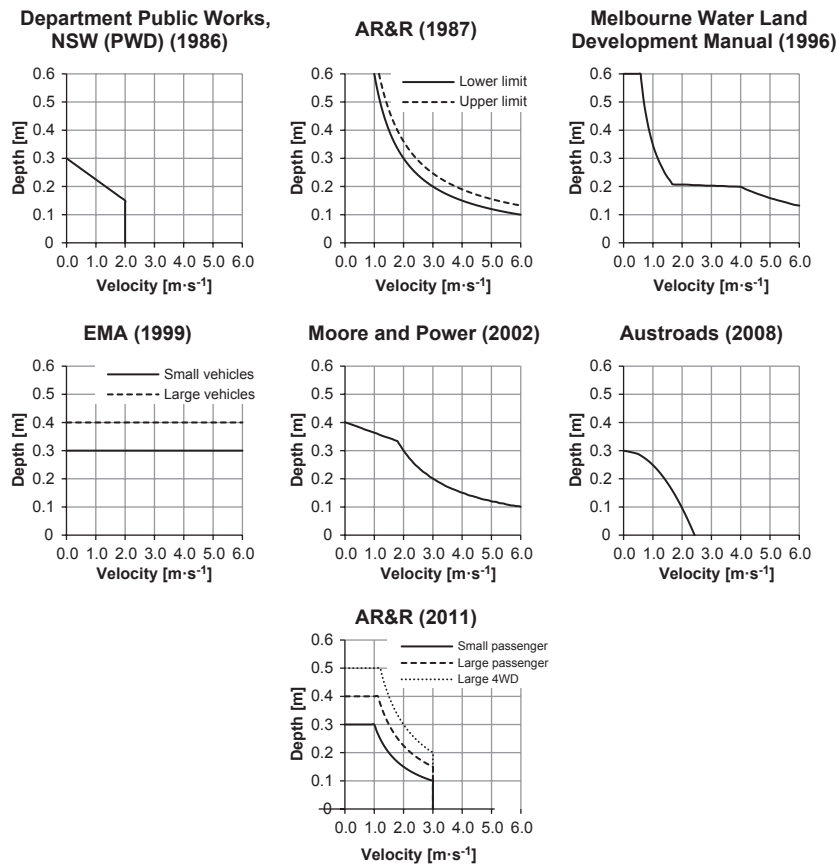 Department Public Works,
NSW (PWD) (1986)
0.6
0.5
0.4
0.3
0.2
0.1
0
Depth [m]
0.0 1.0 2.0 3.0 4.0 5.0 6.0
Velocity [m·s-1]
AR&R (1987)
Lower limit
Upper limit
0.6
0.5
0.4
0.3
0.2
0.1
0
Depth [m]
0.0 1.0 2.0 3.0 4.0 5.0 6.0
Velocity [m·s-1]
Melbourne Water Land
Development Manual (1996)
0.6
0.5
0.4
0.3
0.2
0.1
0
Depth [m]
0.0 1.0 2.0 3.0 4.0 5.0 6.0
Velocity [m·s-1]
EMA (1999)
Small vehicles
Large vehicles
0.6
0.5
0.4
0.3
0.2
0.1
0
Depth [m]
0.0 1.0 2.0 3.0 4.0 5.0 6.0
Velocity [m·s-1]
Moore and Power (2002)
0.6
0.5
0.4
0.3
0.2
0.1
0
Depth [m]
0.0 1.0 2.0 3.0 4.0 5.0 6.0
Velocity [m·s-1]
Austroads (2008)
0.6
0.5
0.4
0.3
0.2
0.1
0
Depth [m]
0.0 1.0 2.0 3.0 4.0 5.0 6.0
Velocity [m·s-1]
AR&R (2011)
Small passenger
Large passenger
Large 4WD
0.6
0.5
0.4
0.3
0.2
0.1
0
Depth [m]
0.0 1.0 2.0 3.0 4.0 5.0 6.0
Velocity [m·s-1]